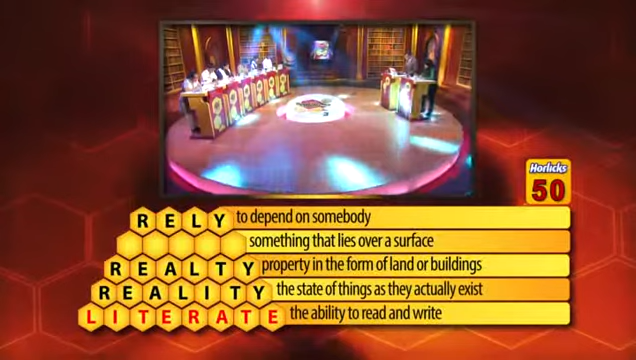 Horlicks
50
RELY to depend on somebody
something that lies over a surface
REALTY property in the form of land or buildings
REALITY the state of things as they actually exist
LITERATE the ability to read and write